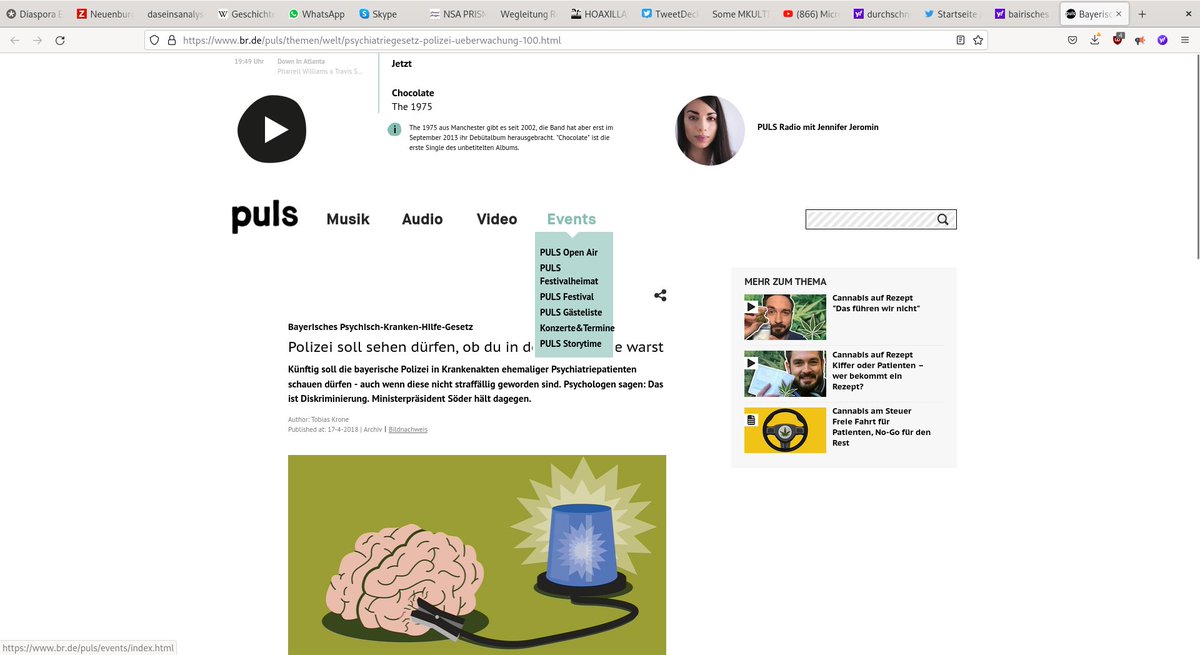 Diaspora E
Neuenbur
daseinsanalys
Geschicht
WhatsApp
Skype
NSA PRISM
Wegleitung R
HOAXILLA
TweetDec
Some MKULT
(866) Micr
durchschn
Startseite
bairisches
Bayerisc
https://www.br.de/puls/themen/welt/psychiatriegesetz-polizei-ueberwachung-100.html
19:49 Uhr Down In Atlanta
Pharrell Williams x Travis S...
Jetzt
Chocolate
The 1975
The 1975 aus Manchester gibt es seit 2002, die Band hat aber erst im
September 2013 ihr Debütalbum herausgebracht. "Chocolate" ist die
erste Single des unbetitelten Albums.
PULS Radio mit Jennifer Jeromin
puls Musik Audio Video Events
PULS Open Air
PULS
Festivalheimat
PULS Festival
PULS Gästeliste
Konzerte&Termine
PULS Storytime
Bayerisches Psychisch-Kranken-Hilfe-Gesetz
Polizei soll sehen dürfen, ob du in d e warst
Künftig soll die bayerische Polizei in Krankenakten ehemaliger Psychiatriepatienten
schauen dürfen - auch wenn diese nicht straffällig geworden sind. Psychologen sagen: Das
ist Diskriminierung. Ministerpräsident Söder hält dagegen.
Author: Tobias Krone
Published at: 17-4-2018 | Archiv | Bildnachweis
MEHR ZUM THEMA
Cannabis auf Rezept
"Das führen wir nicht"
Cannabis auf Rezept
Kiffer oder Patienten –
wer bekommt ein
Rezept?
Cannabis am Steuer
Freie Fahrt für
Patienten, No-Go für den
Rest
https://www.br.de/puls/events/index.html